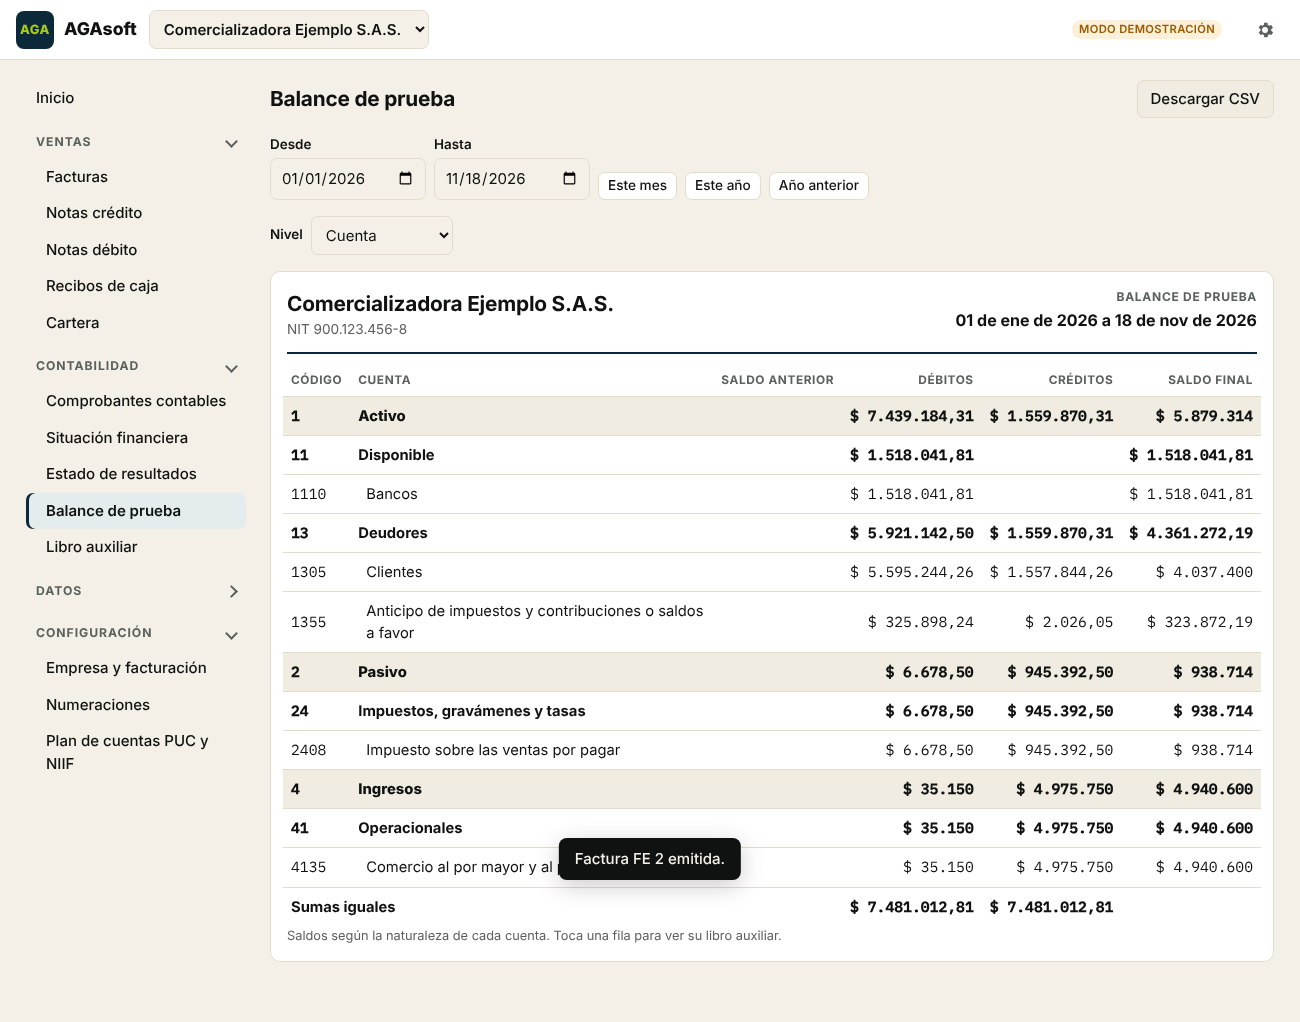 AGA AGAsoft Comercializadora Ejemplo S.A.S. MODO DEMOSTRACIÓN
Inicio
VENTAS
Facturas
Notas crédito
Notas débito
Recibos de caja
Cartera
CONTABILIDAD
Comprobantes contables
Situación financiera
Estado de resultados
Balance de prueba
Libro auxiliar
DATOS
CONFIGURACIÓN
Empresa y facturación
Numeraciones
Plan de cuentas PUC y
NIIF
Balance de prueba Descargar CSV
Desde Hasta
01/01/2026 11/18/2026 Este mes Este año Año anterior
Nivel Cuenta
Comercializadora Ejemplo S.A.S. BALANCE DE PRUEBA
NIT 900.123.456-8 01 de ene de 2026 a 18 de nov de 2026
CÓDIGO CUENTA SALDO ANTERIOR DÉBITOS CRÉDITOS SALDO FINAL
1 Activo $ 7.439.184,31 $ 1.559.870,31 $ 5.879.314
11 Disponible $ 1.518.041,81 $ 1.518.041,81
1110 Bancos $ 1.518.041,81 $ 1.518.041,81
13 Deudores $ 5.921.142,50 $ 1.559.870,31 $ 4.361.272,19
1305 Clientes $ 5.595.244,26 $ 1.557.844,26 $ 4.037.400
1355 Anticipo de impuestos y contribuciones o saldos
a favor $ 325.898,24 $ 2.026,05 $ 323.872,19
2 Pasivo $ 6.678,50 $ 945.392,50 $ 938.714
24 Impuestos, gravámenes y tasas $ 6.678,50 $ 945.392,50 $ 938.714
2408 Impuesto sobre las ventas por pagar $ 6.678,50 $ 945.392,50 $ 938.714
4 Ingresos $ 35.150 $ 4.975.750 $ 4.940.600
41 Operacionales $ 35.150 $ 4.975.750 $ 4.940.600
4135 Comercio al por mayor y al $ 35.150 $ 4.975.750 $ 4.940.600
Factura FE 2 emitida.
Sumas iguales $ 7.481.012,81 $ 7.481.012,81
Saldos según la naturaleza de cada cuenta. Toca una fila para ver su libro auxiliar.